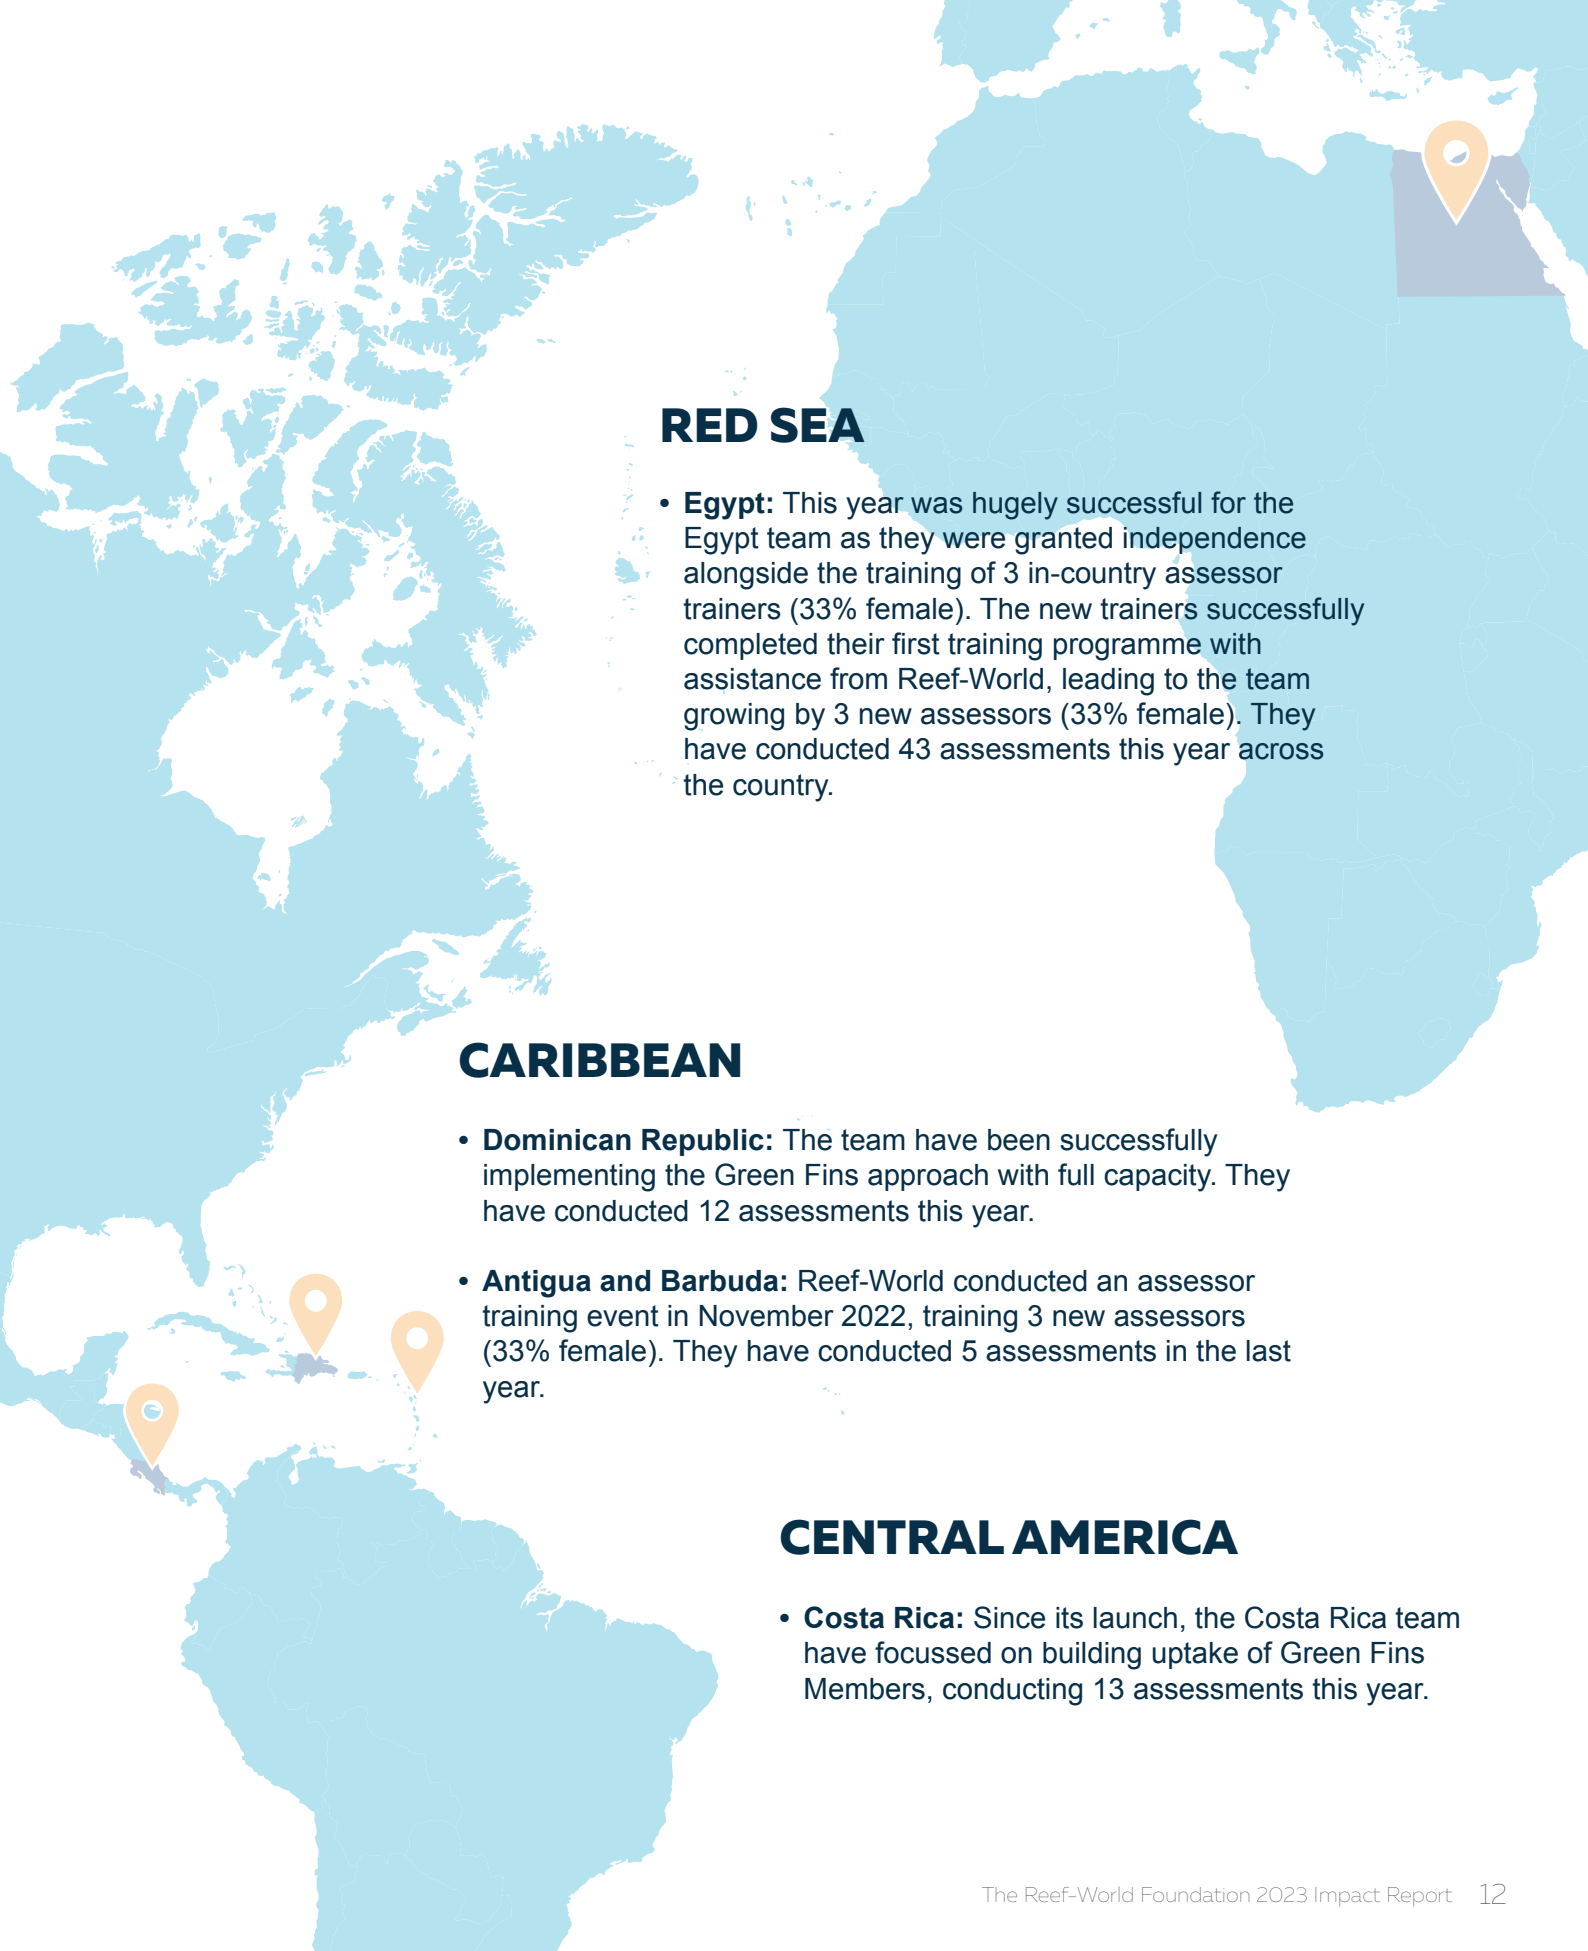 RED SEA
• Egypt: This year was hugely successful for the
Egypt team as they were granted independence
alongside the training of 3 in-country assessor
trainers (33% female). The new trainers successfully
completed their first training programme with
assistance from Reef-World, leading to the team
growing by 3 new assessors (33% female). They
have conducted 43 assessments this year across
the country.
CARIBBEAN
• Dominican Republic: The team have been successfully
implementing the Green Fins approach with full capacity. They
have conducted 12 assessments this year.
• Antigua and Barbuda: Reef-World conducted an assessor
training event in November 2022, training 3 new assessors
(33% female). They have conducted 5 assessments in the last
year.
CENTRAL AMERICA
• Costa Rica: Since its launch, the Costa Rica team
have focussed on building uptake of Green Fins
Members, conducting 13 assessments this year.
The Reef-World Foundation 2023 Impact Report 12